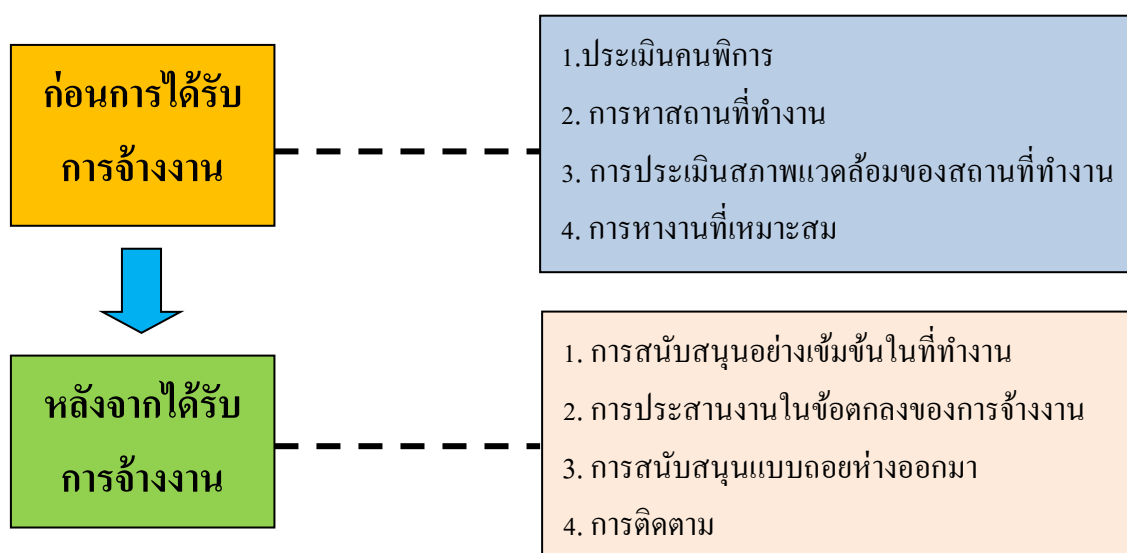 ก่อนการได้รับ
การจ้างงาน
1.ประเมินคนพิการ
2. การหาสถานที่ทำงาน
3. การประเมินสภาพแวดล้อมของสถานที่ทำงาน
4. การหางานที่เหมาะสม
หลังจากได้รับ
การจ้างงาน
1. การสนับสนุนอย่างเข้มข้นในที่ทำงาน
2. การประสานงานในข้อตกลงของการจ้างงาน
3. การสนับสนุนแบบถอยห่างออกมา
4. การติดตาม